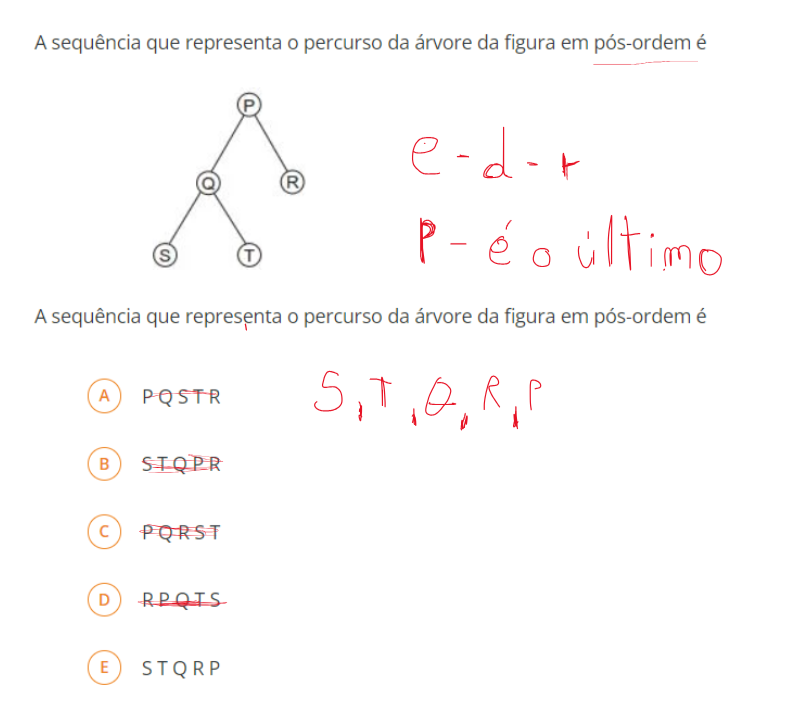 A sequência que representa o percurso da árvore da figura em pós-ordem é
P
Q
R
S
T
e-d-r
P-é o último
A sequência que representa o percurso da árvore da figura em pós-ordem é
A PQSTR
S,T,Q,R,P
B STQPR
C PQRST
D RPQTS
E STQRP